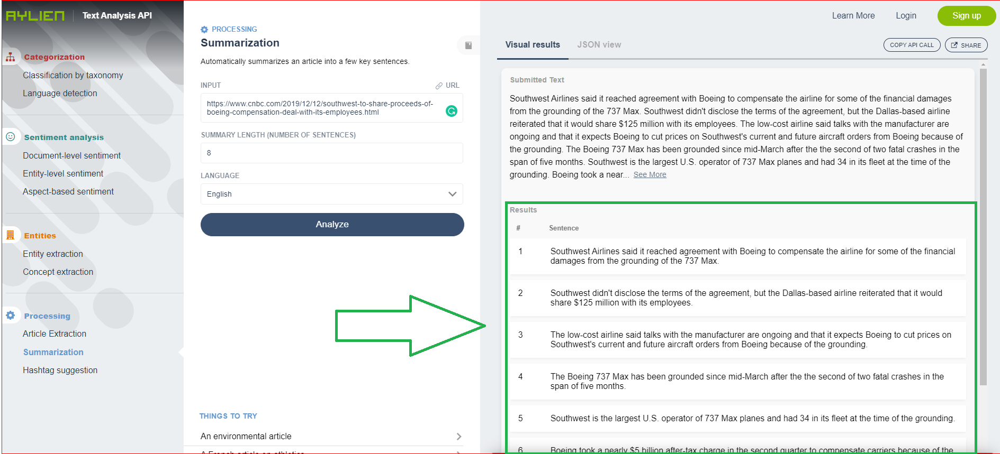 AYLIEN
Text Analysis API
Categorization
Classification by taxonomy
Language detection
Sentiment analysis
Document-level sentiment
Entity-level sentiment
Aspect-based sentiment
Entities
Entity extraction
Concept extraction
Processing
Article Extraction
Summarization
Hashtag suggestion
PROCESSING
Summarization
Automatically summarizes an article into a few key sentences.
INPUT
URL
https://www.cnbc.com/2019/12/12/southwest-to-share-proceeds-of-
boeing-compensation-deal-with-its-employees.html
SUMMARY LENGTH (NUMBER OF SENTENCES)
8
LANGUAGE
English
Analyze
THINGS TO TRY
An environmental article
A French article on athletics
Learn More
Login
Sign up
Visual results
JSON view
COPY API CALL
SHARE
Submitted Text
Southwest Airlines said it reached agreement with Boeing to compensate the airline for some of the financial damages
from the grounding of the 737 Max. Southwest didn't disclose the terms of the agreement, but the Dallas-based airline
reiterated that it would share $125 million with its employees. The low-cost airline said talks with the manufacturer are
ongoing and that it expects Boeing to cut prices on Southwest's current and future aircraft orders from Boeing because of
the grounding. The Boeing 737 Max has been grounded since mid-March after the the second of two fatal crashes in the
span of five months. Southwest is the largest U.S. operator of 737 Max planes and had 34 in its fleet at the time of the
grounding. Boeing took a near... See More
Results
# Sentence
1 Southwest Airlines said it reached agreement with Boeing to compensate the airline for some of the financial
damages from the grounding of the 737 Max.
2 Southwest didn't disclose the terms of the agreement, but the Dallas-based airline reiterated that it would
share $125 million with its employees.
3 The low-cost airline said talks with the manufacturer are ongoing and that it expects Boeing to cut prices on
Southwest's current and future aircraft orders from Boeing because of the grounding.
4 The Boeing 737 Max has been grounded since mid-March after the the second of two fatal crashes in the
span of five months.
5 Southwest is the largest U.S. operator of 737 Max planes and had 34 in its fleet at the time of the grounding.
6 Boeing took a nearly $5 billion after-tax charge in the second quarter to compensate carriers because of the